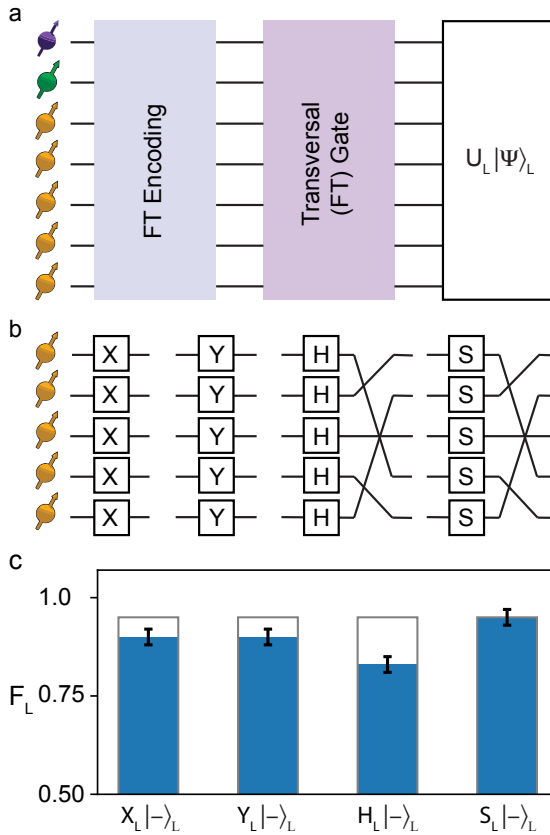 a
FT Encoding
Transversal
(FT) Gate
U_L|Ψ⟩_L
b
X Y H S
X Y H S
X Y H S
X Y H S
X Y H S
c
1.0
0.75
F_L
0.50
X_L|−⟩_L Y_L|−⟩_L H_L|−⟩_L S_L|−⟩_L